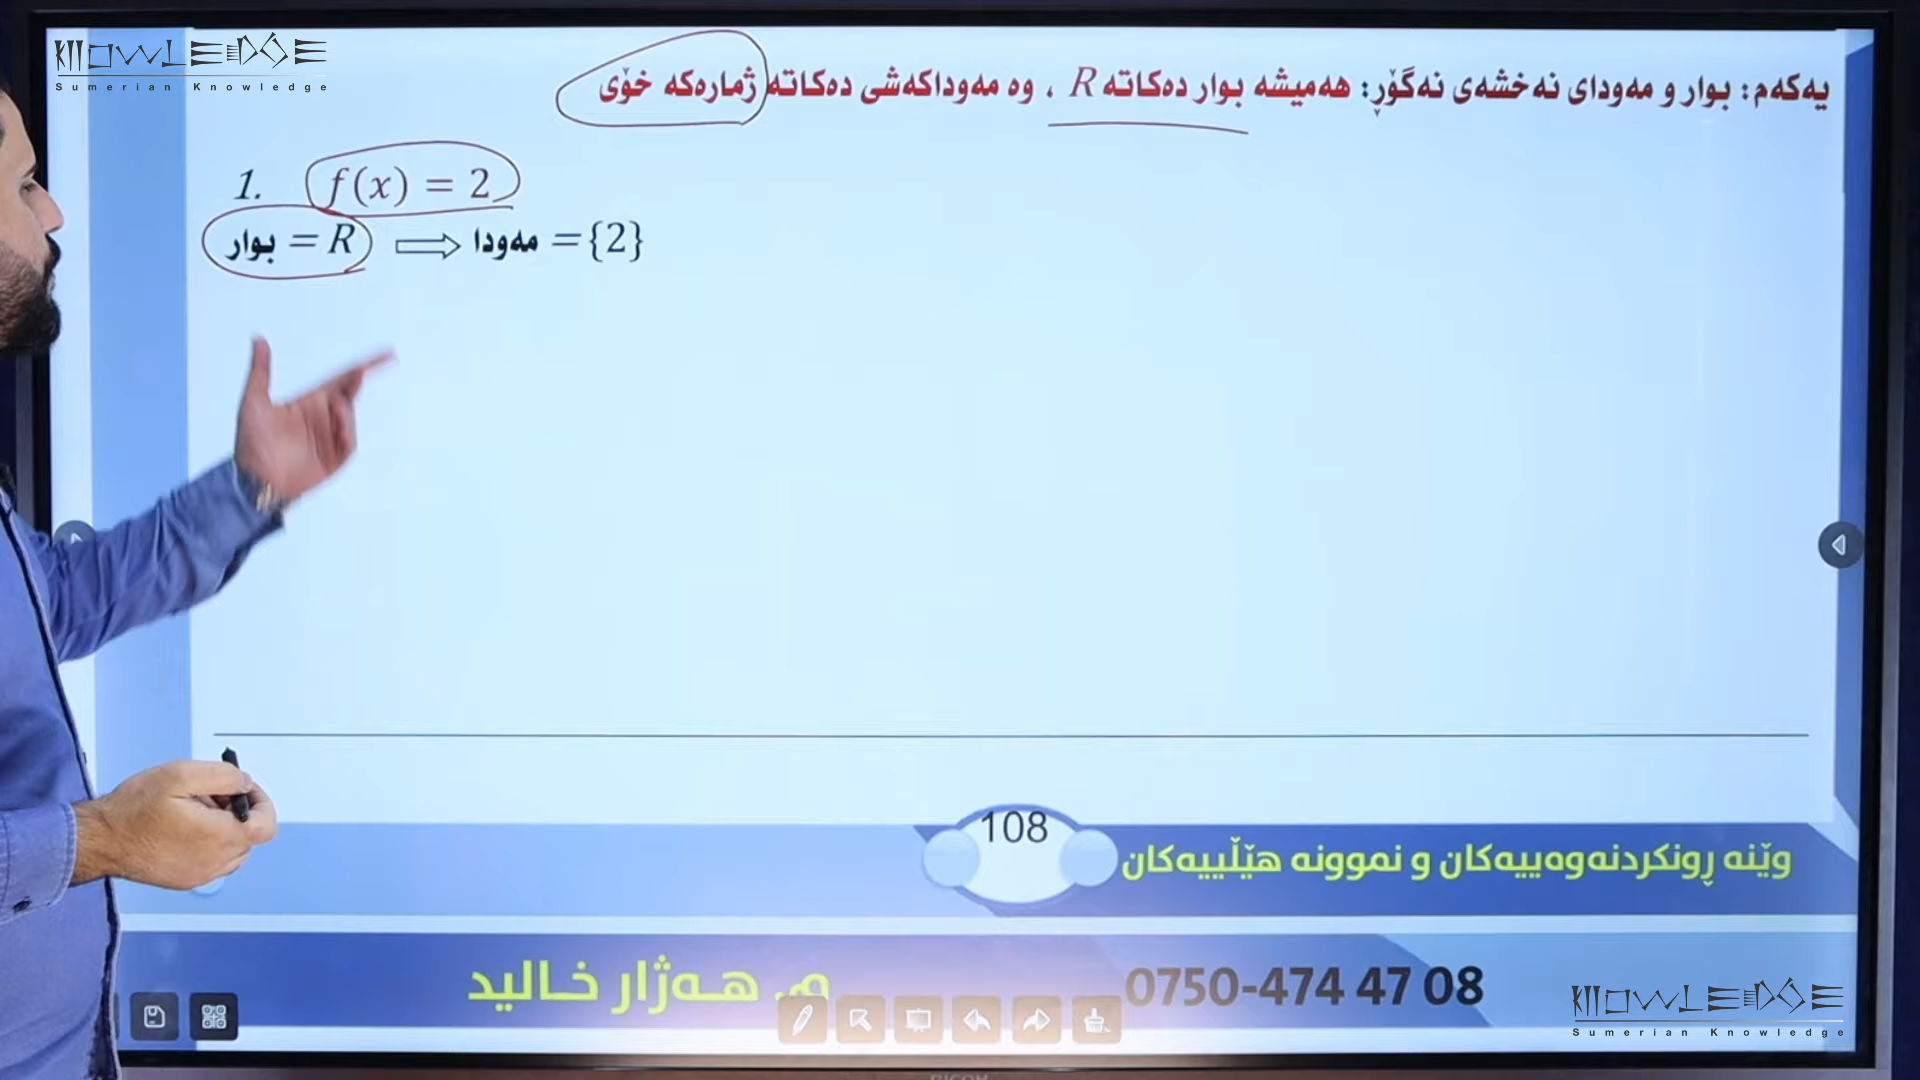 KNOWLEDGE
Sumerian Knowledge
یەکەم: بوار و مەودای نەخشەی نەگۆڕ: هەمیشە بوار دەکاتە R ، وە مەوداکەشی دەکاتە ژمارەکە خۆی
1. f(x) = 2
بوار = R ⟹ مەودا = {2}
108
وێنە ڕونکردنەوەییەکان و نموونە هێڵییەکان
م. هەژار خالید
0750-474 47 08
KNOWLEDGE
Sumerian Knowledge
RICOH